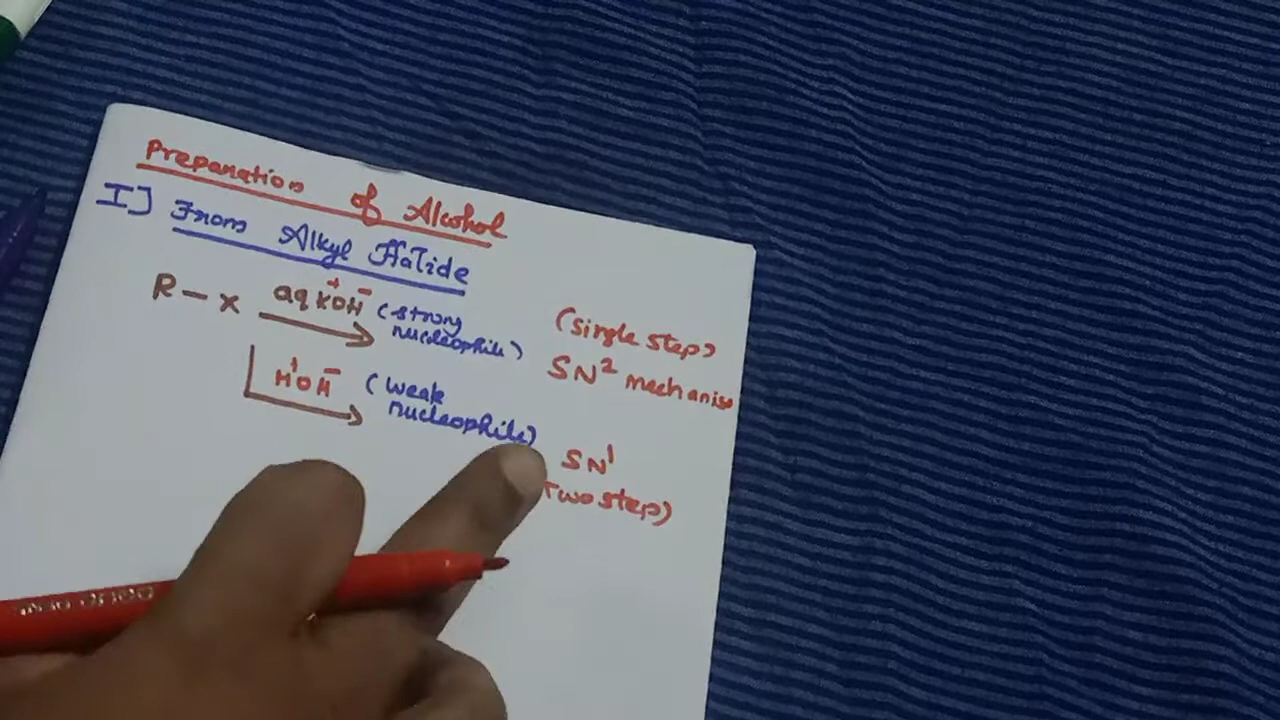 Preparation of Alcohol
I] From Alkyl Halide
R - x aq K⁺OH⁻ (strong nucleophile)
(single step)
SN² mechanism
H⁺OH⁻ (weak nucleophile)
SN¹
Two step)